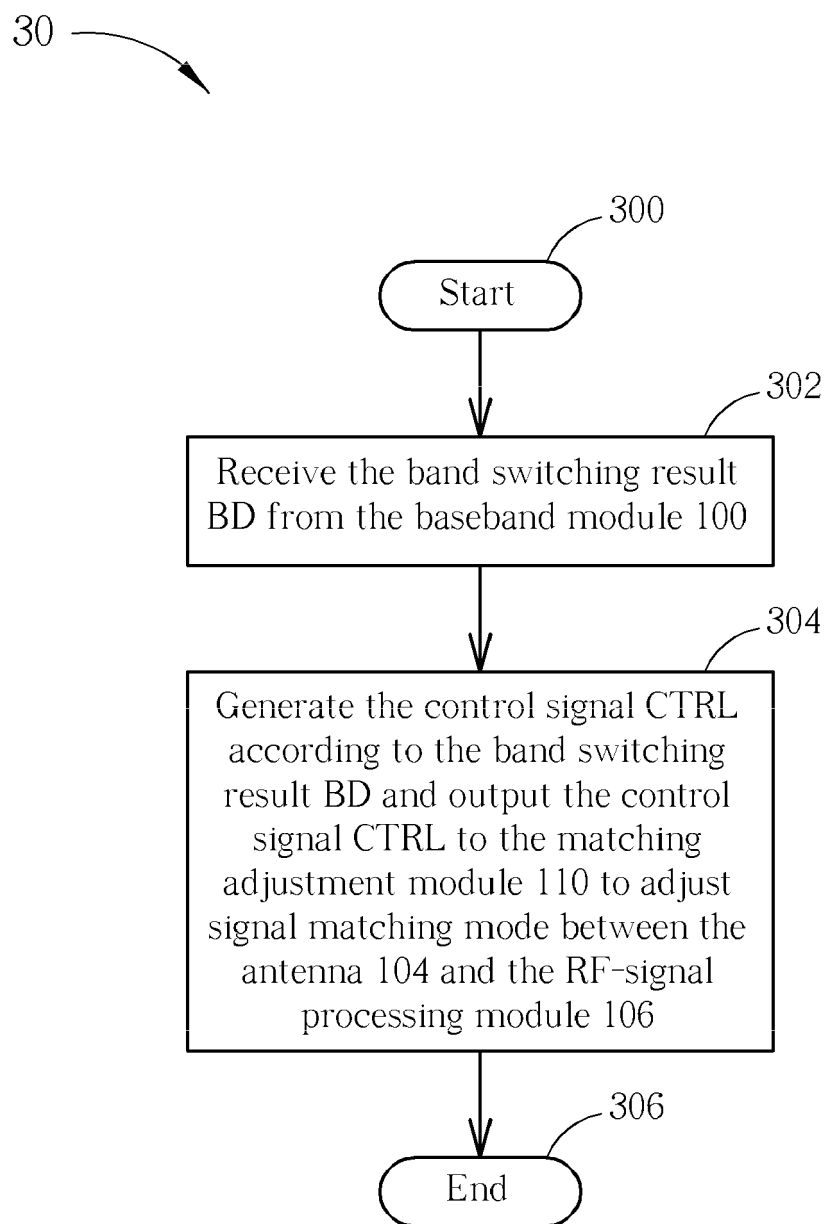 30
300
Start
302
Receive the band switching result
BD from the baseband module 100
304
Generate the control signal CTRL
according to the band switching
result BD and output the control
signal CTRL to the matching
adjustment module 110 to adjust
signal matching mode between the
antenna 104 and the RF-signal
processing module 106
306
End